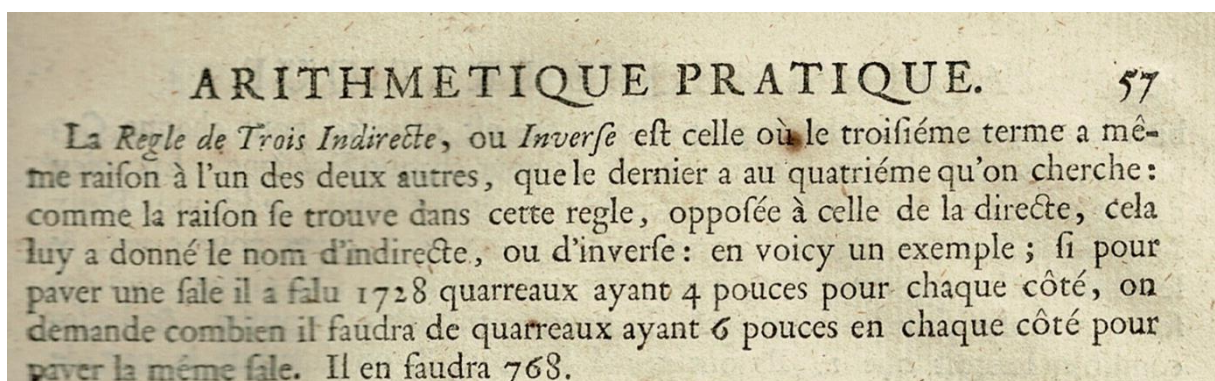 ARITHMETIQUE PRATIQUE. 57
La Regle de Trois Indirecte, ou Inverſe eſt celle où le troiſiéme terme a mê-
me raiſon à l'un des deux autres, que le dernier a au quatriéme qu'on cherche :
comme la raiſon ſe trouve dans cette regle, oppoſée à celle de la directe, cela
luy a donné le nom d'indirecte, ou d'inverſe : en voicy un exemple ; ſi pour
paver une ſale il a falu 1728 quarreaux ayant 4 pouces pour chaque côté, on
demande combien il faudra de quarreaux ayant 6 pouces en chaque côté pour
paver la méme ſale. Il en faudra 768.